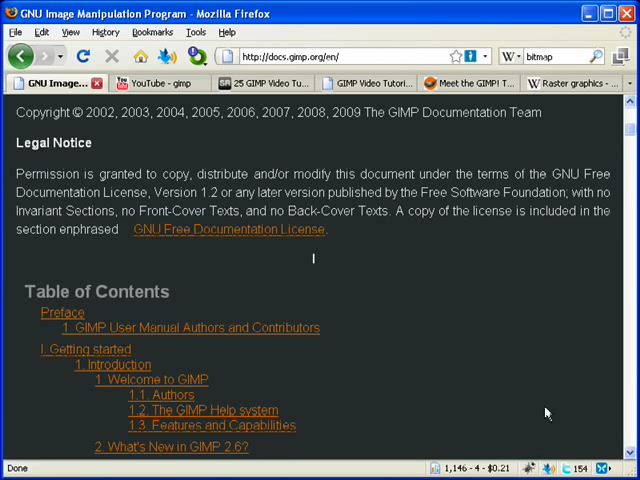 GNU Image Manipulation Program - Mozilla Firefox
File Edit View History Bookmarks Tools Help
http://docs.gimp.org/en/ W bitmap
GNU Image... YouTube - gimp SR 25 GIMP Video Tu... GIMP Video Tutori... Meet the GIMP! T... W Raster graphics - ...
Copyright © 2002, 2003, 2004, 2005, 2006, 2007, 2008, 2009 The GIMP Documentation Team
Legal Notice
Permission is granted to copy, distribute and/or modify this document under the terms of the GNU Free
Documentation License, Version 1.2 or any later version published by the Free Software Foundation; with no
Invariant Sections, no Front-Cover Texts, and no Back-Cover Texts. A copy of the license is included in the
section enphrased GNU Free Documentation License.
Table of Contents
Preface
1. GIMP User Manual Authors and Contributors
I. Getting started
1. Introduction
1. Welcome to GIMP
1.1. Authors
1.2. The GIMP Help system
1.3. Features and Capabilities
2. What's New in GIMP 2.6?
Done 1,146 - 4 - $0.21 154